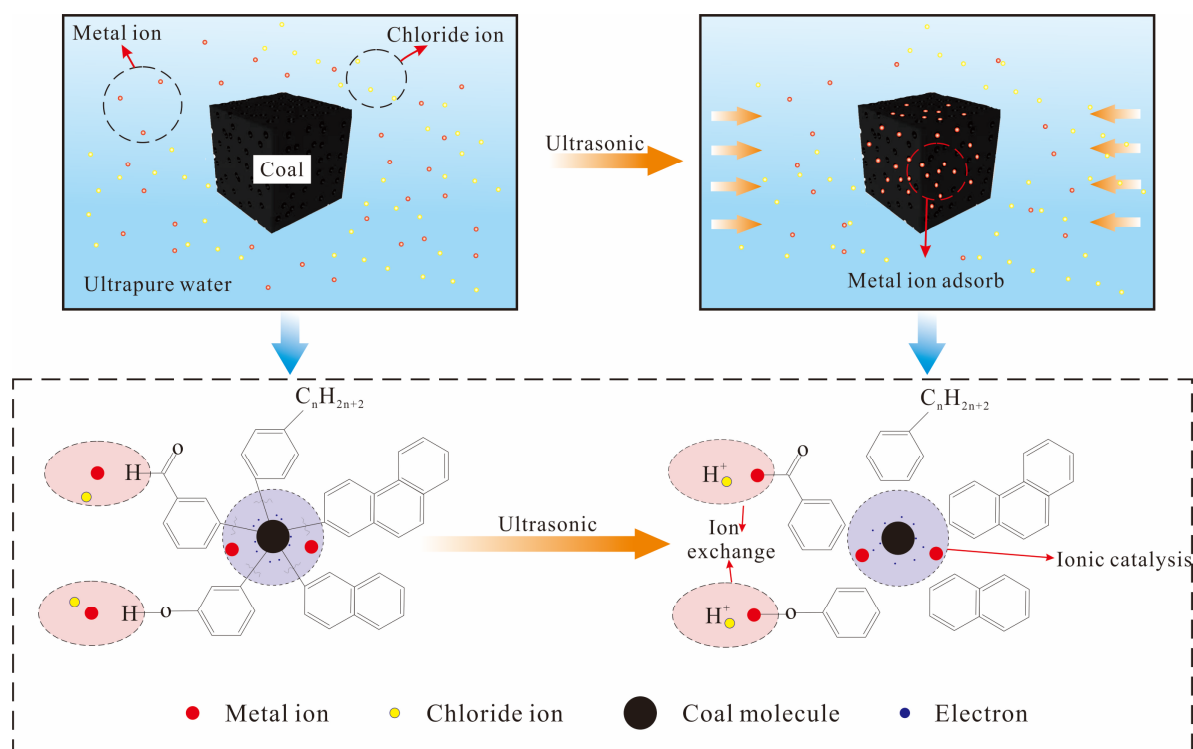 Metal ion
Chloride ion
Coal
Ultrapure water
Ultrasonic
Metal ion adsorb
CnH2n+2
O
H
H
O
Ultrasonic
CnH2n+2
O
H+
Ion
exchange
H+
O
Ionic catalysis
Metal ion
Chloride ion
Coal molecule
Electron